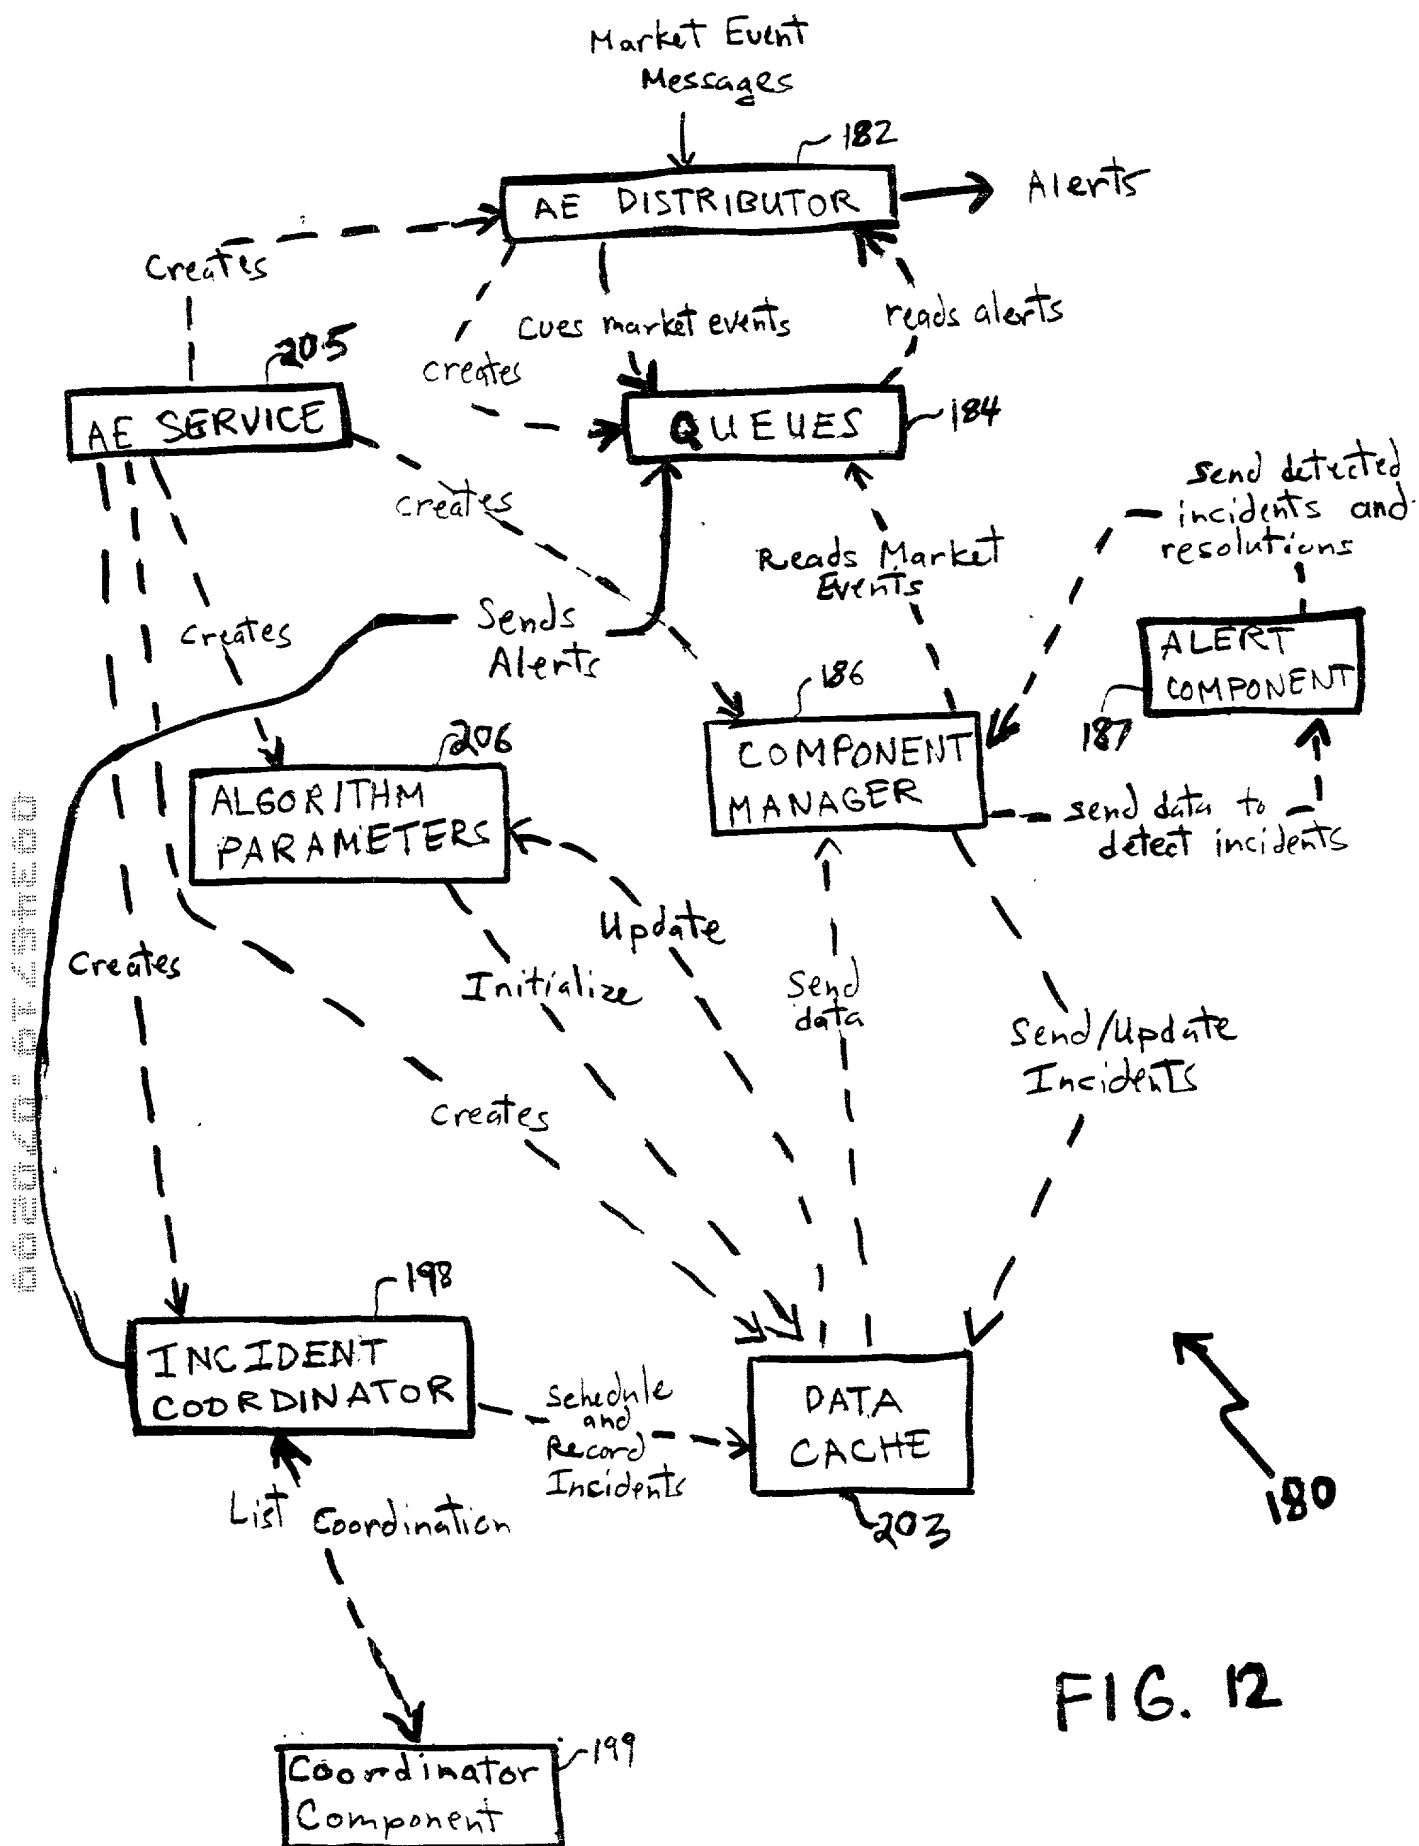 Market Event
Messages
182
AE DISTRIBUTOR
Alerts
Creates
Cues market events
reads alerts
creates
205
AE SERVICE
QUEUES
184
Creates
Send detected
incidents and
resolutions
Reads Market
Events
Creates
Sends
Alerts
ALERT
COMPONENT
187
186
COMPONENT
MANAGER
206
ALGORITHM
PARAMETERS
send data to
detect incidents
Update
Creates
Initialize
Send
data
Send/Update
Incidents
Creates
198
INCIDENT
COORDINATOR
Schedule
and
Record
Incidents
DATA
CACHE
203
180
List Coordination
FIG. 12
199
Coordinator
Component